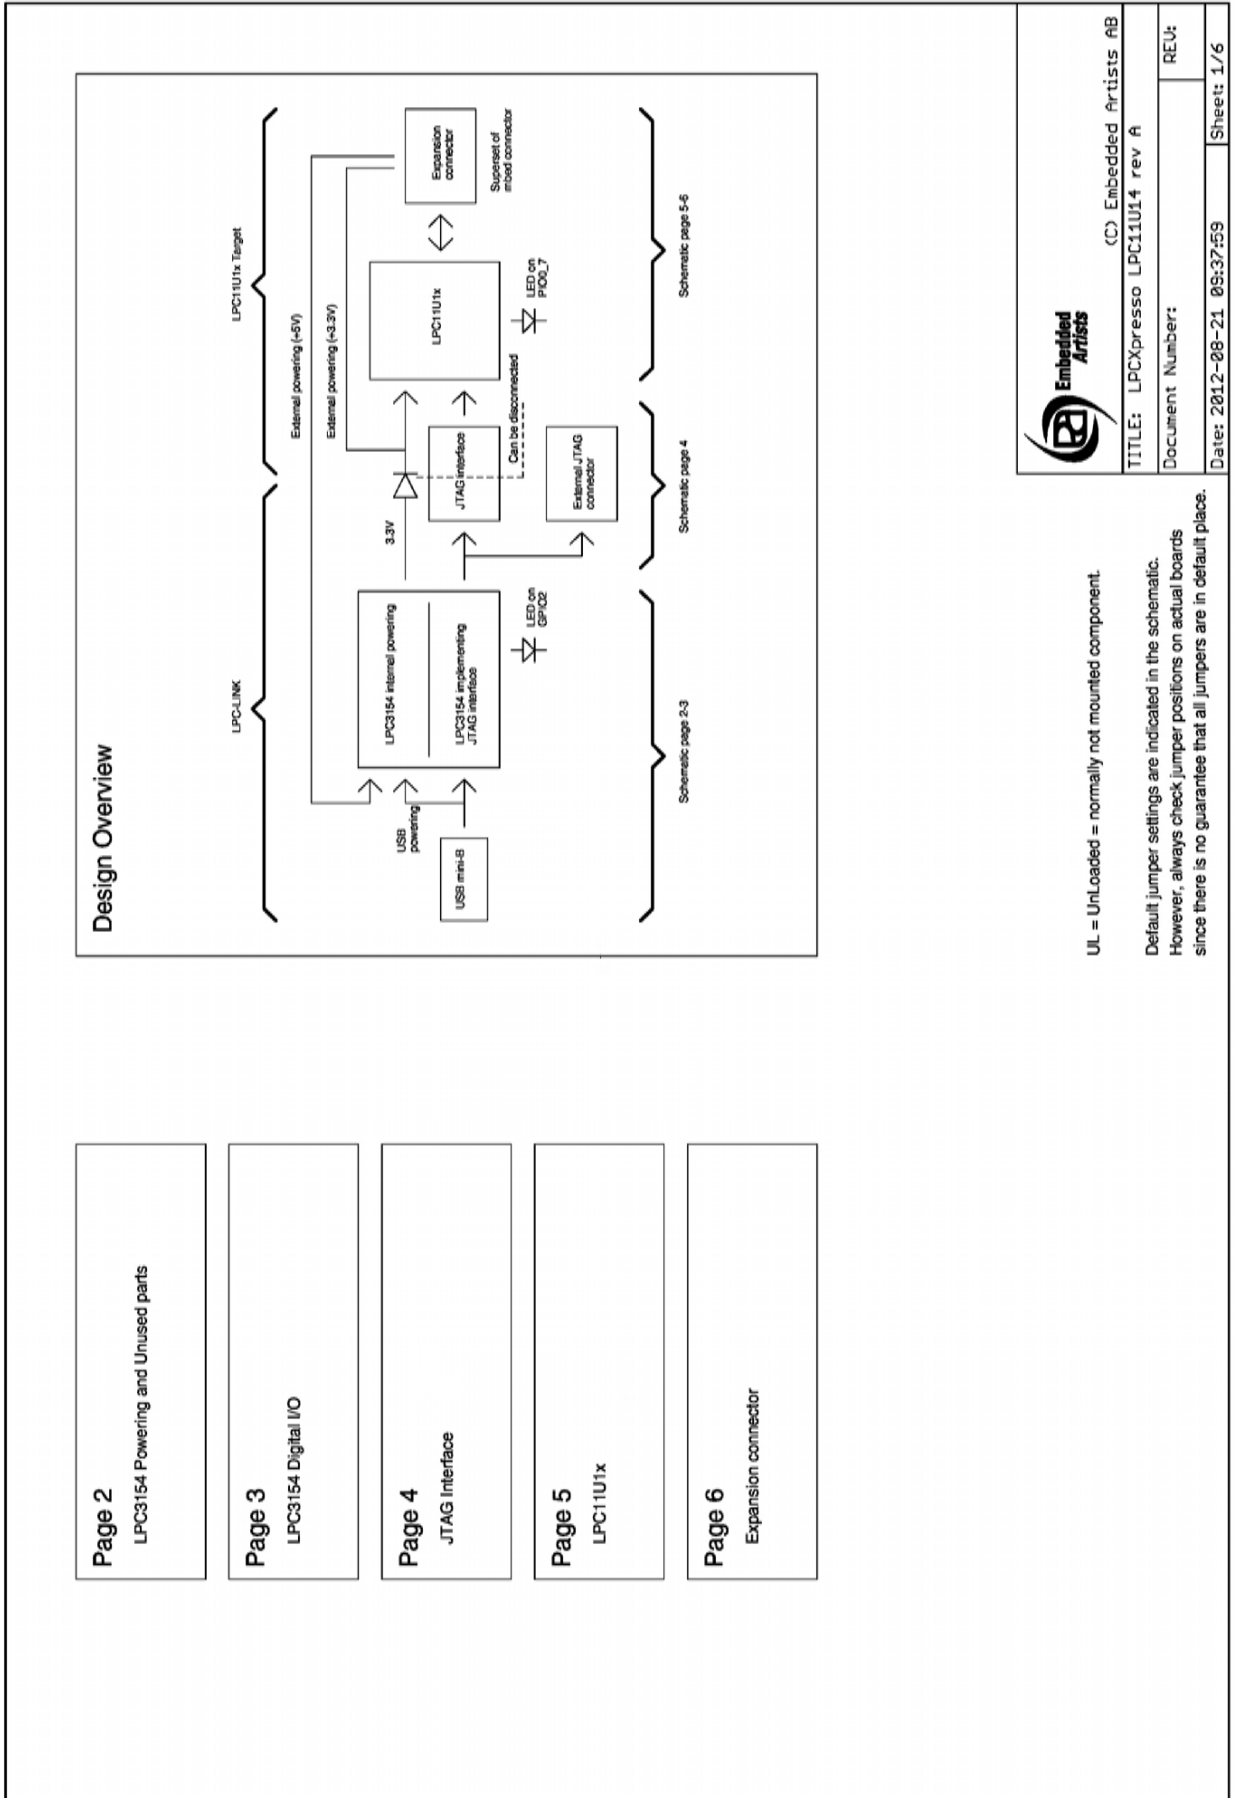 Page 2
LPC3154 Powering and Unused parts
Page 3
LPC3154 Digital I/O
Page 4
JTAG Interface
Page 5
LPC11U1x
Page 6
Expansion connector
Design Overview
LPC-LINK
LPC11U1x Target
External powering (+5V)
External powering (+3.3V)
USB
powering
USB mini-B
LPC3154 internal powering
LPC3154 implementing
JTAG interface
LED on
GPIO2
3.3V
JTAG interface
Can be disconnected
External JTAG
connector
LPC11U1x
LED on
PIO0_7
Expansion
connector
Superset of
mbed connector
Schematic page 2-3
Schematic page 4
Schematic page 5-6
UL = UnLoaded = normally not mounted component.
Default jumper settings are indicated in the schematic.
However, always check jumper positions on actual boards
since there is no guarantee that all jumpers are in default place.
Embedded
Artists
(C) Embedded Artists AB
TITLE: LPCXpresso LPC11U14 rev A
Document Number:
REV:
Date: 2012-08-21 09:37:59
Sheet: 1/6